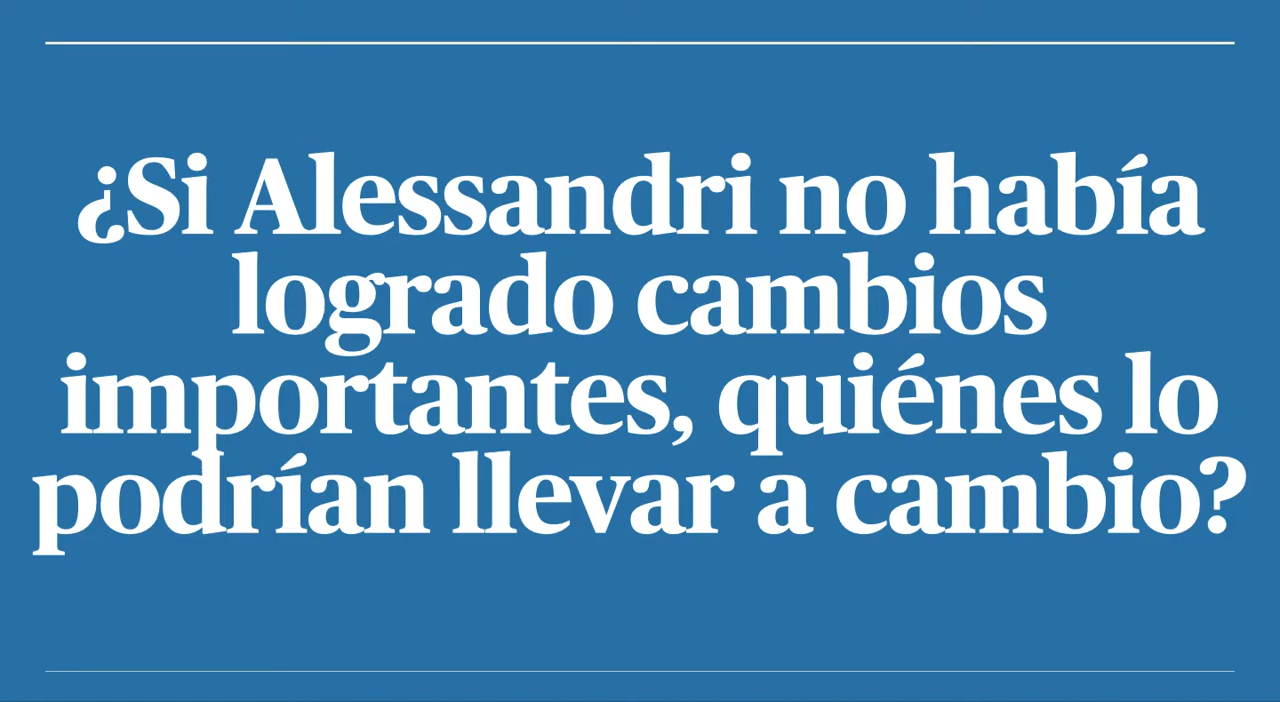 ¿Si Alessandri no había
logrado cambios
importantes, quiénes lo
podrían llevar a cambio?